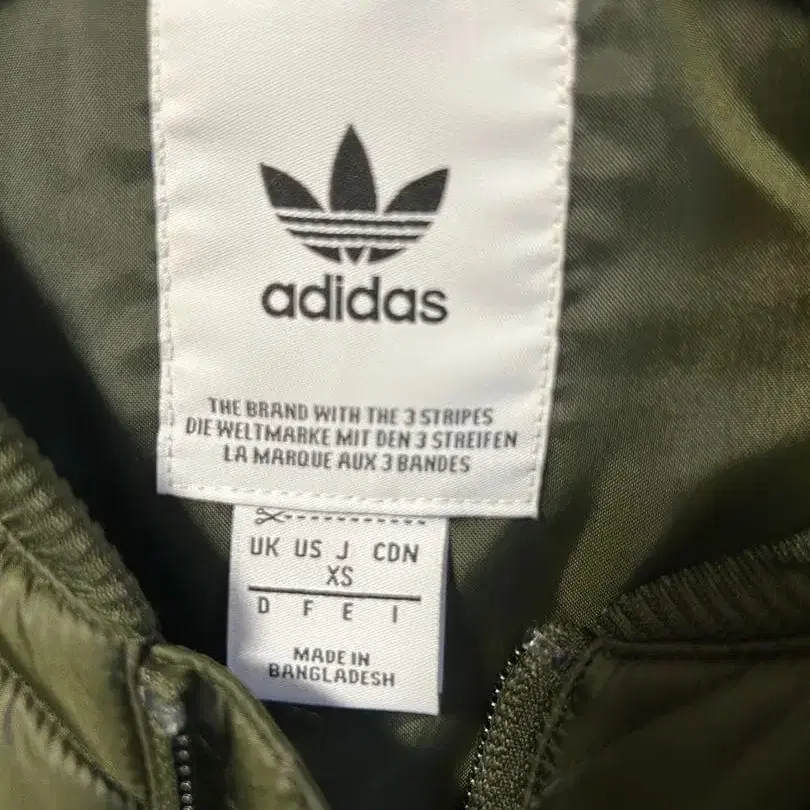 adidas
THE BRAND WITH THE 3 STRIPES
DIE WELTMARKE MIT DEN 3 STREIFEN
LA MARQUE AUX 3 BANDES
UK US J CDN
XS
D F E I
MADE IN
BANGLADESH